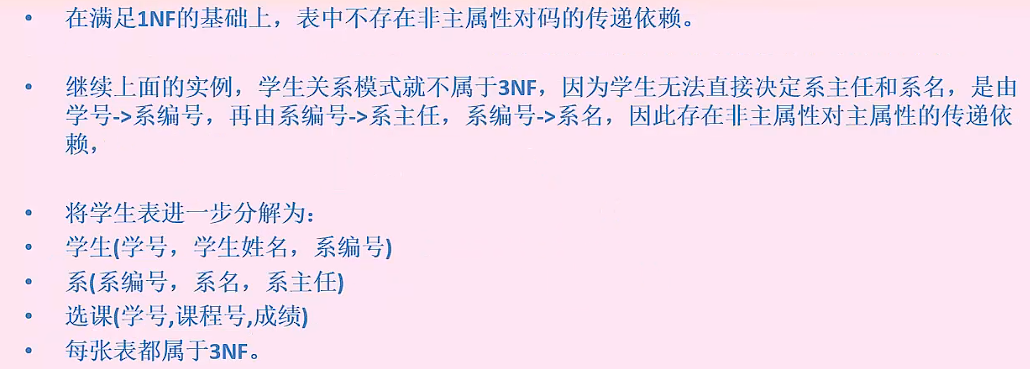 • 在满足1NF的基础上，表中不存在非主属性对码的传递依赖。
• 继续上面的实例，学生关系模式就不属于3NF，因为学生无法直接决定系主任和系名，是由
学号->系编号，再由系编号->系主任，系编号->系名，因此存在非主属性对主属性的传递依
赖，
• 将学生表进一步分解为：
• 学生(学号，学生姓名，系编号)
• 系(系编号，系名，系主任)
• 选课(学号,课程号,成绩)
• 每张表都属于3NF。